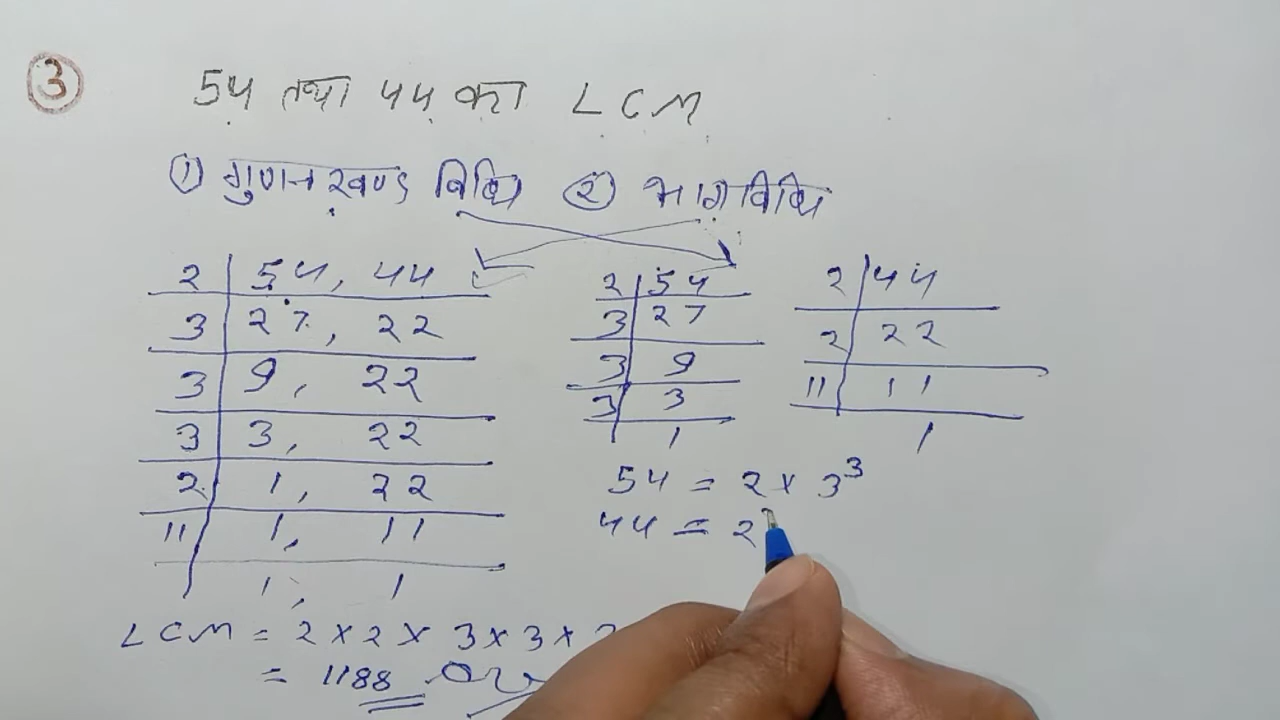 3
54 तथा 44 का LCM
① गुणनखण्ड विधि ② भागविधि
2 | 54, 44
3 | 27, 22
3 | 9, 22
3 | 3, 22
2 | 1, 22
11 | 1, 11
1, 1
LCM = 2 × 2 × 3 × 3 ×
= 1188
2 | 54
3 | 27
3 | 9
3 | 3
1
2 | 44
2 | 22
11 | 11
1
54 = 2 × 3³
44 = 2